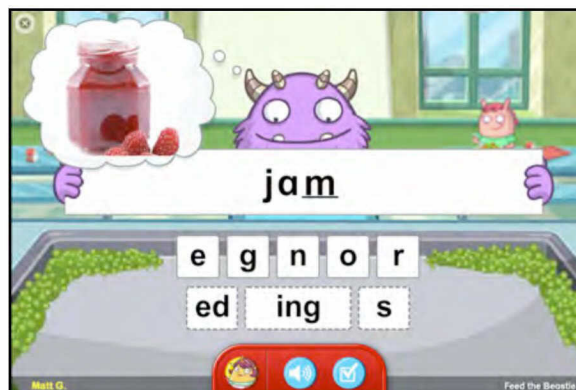 jam
e g n o r
ed ing s
Matt G.
Feed the Beastie